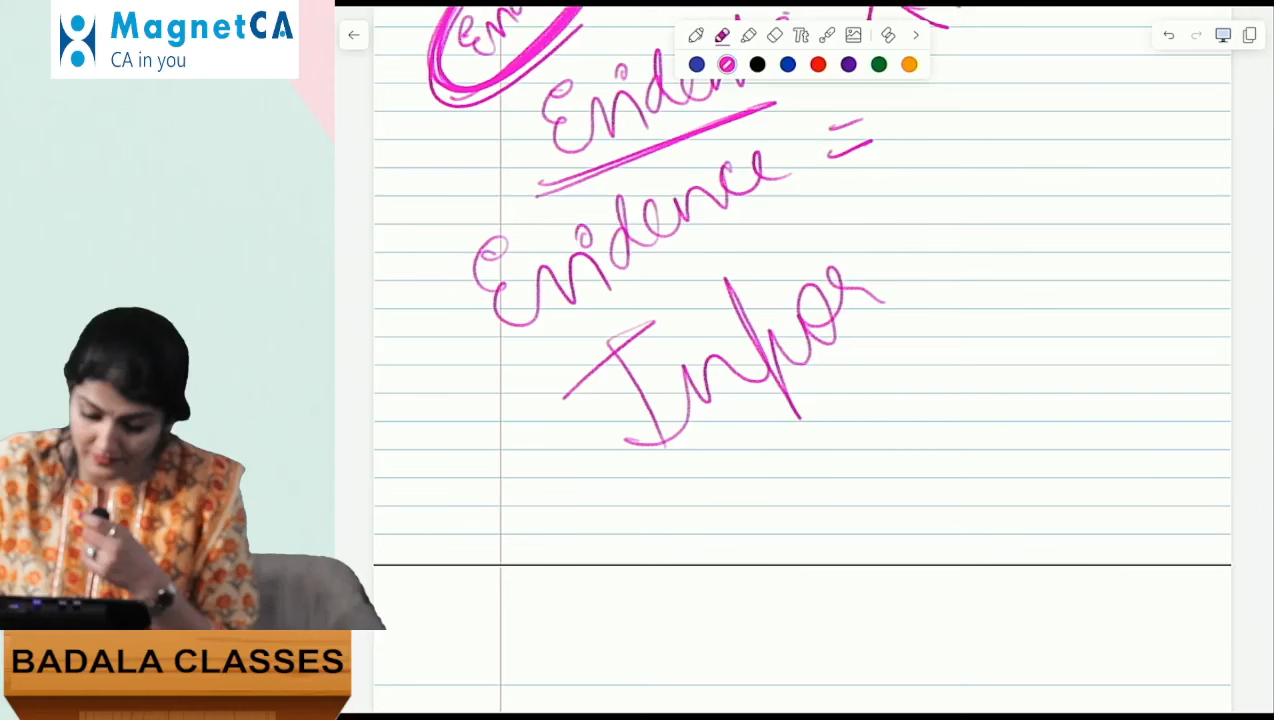 MagnetCA
CA in you
Evidence =
Infor
BADALA CLASSES